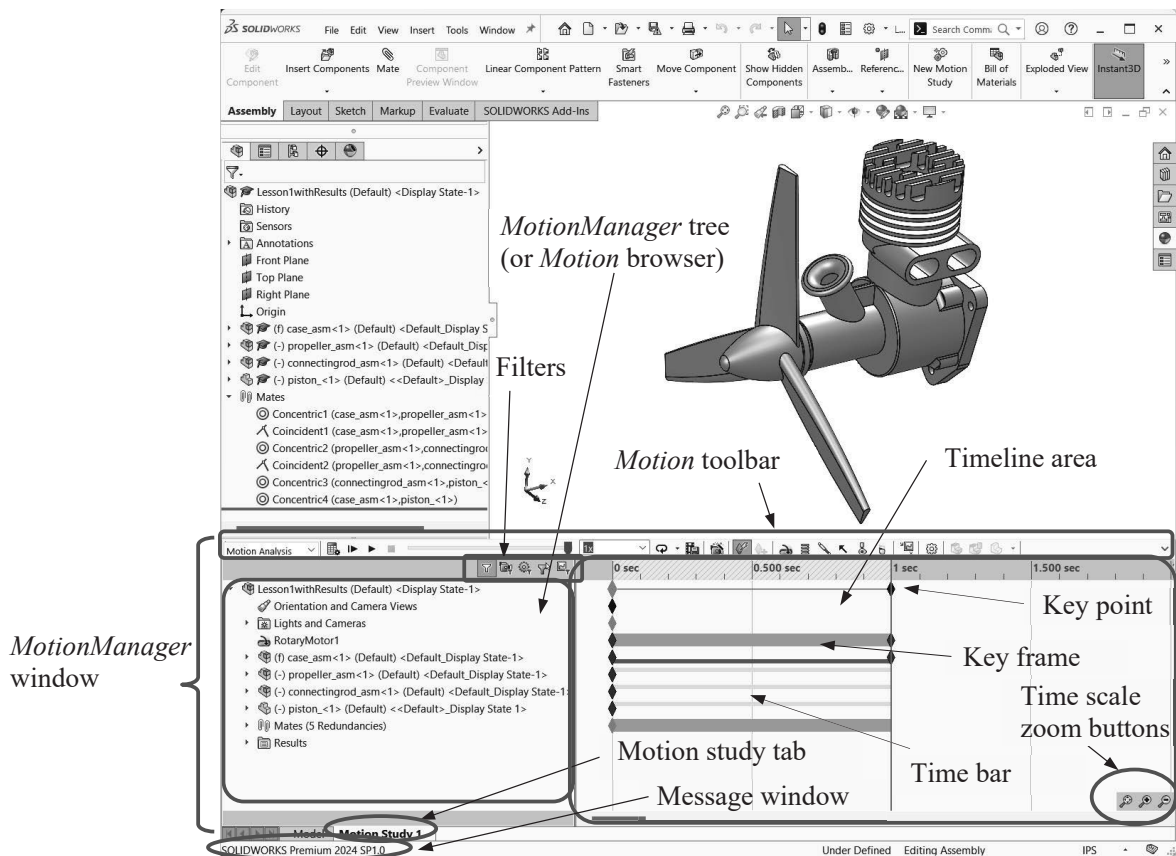 SOLIDWORKS File Edit View Insert Tools Window L... Search Comma
Edit Component Insert Components Mate Component Preview Window Linear Component Pattern Smart Fasteners Move Component Show Hidden Components Assemb... Referenc... New Motion Study Bill of Materials Exploded View Instant3D
Assembly Layout Sketch Markup Evaluate SOLIDWORKS Add-Ins
Lesson1withResults (Default) <Display State-1>
History
Sensors
Annotations
Front Plane
Top Plane
Right Plane
Origin
(f) case_asm<1> (Default) <Default_Display S
(-) propeller_asm<1> (Default) <Default_Disp
(-) connectingrod_asm<1> (Default) <Default
(-) piston_<1> (Default) <<Default>_Display
Mates
Concentric1 (case_asm<1>,propeller_asm<1>
Coincident1 (case_asm<1>,propeller_asm<1>
Concentric2 (propeller_asm<1>,connectingro
Coincident2 (propeller_asm<1>,connectingro
Concentric3 (connectingrod_asm<1>,piston_<
Concentric4 (case_asm<1>,piston_<1>)
MotionManager tree
(or Motion browser)
Filters
Y
X
Z
Motion toolbar
Timeline area
Motion Analysis 1x
0 sec 0.500 sec 1 sec 1.500 sec
Lesson1withResults (Default) <Display State-1>
Orientation and Camera Views
Lights and Cameras
RotaryMotor1
(f) case_asm<1> (Default) <Default_Display State-1>
(-) propeller_asm<1> (Default) <Default_Display State-1>
(-) connectingrod_asm<1> (Default) <Default_Display State-1>
(-) piston_<1> (Default) <<Default>_Display State 1>
Mates (5 Redundancies)
Results
MotionManager
window
Key point
Key frame
Time scale
zoom buttons
Time bar
Motion study tab
Message window
Model Motion Study 1
SOLIDWORKS Premium 2024 SP1.0 Under Defined Editing Assembly IPS